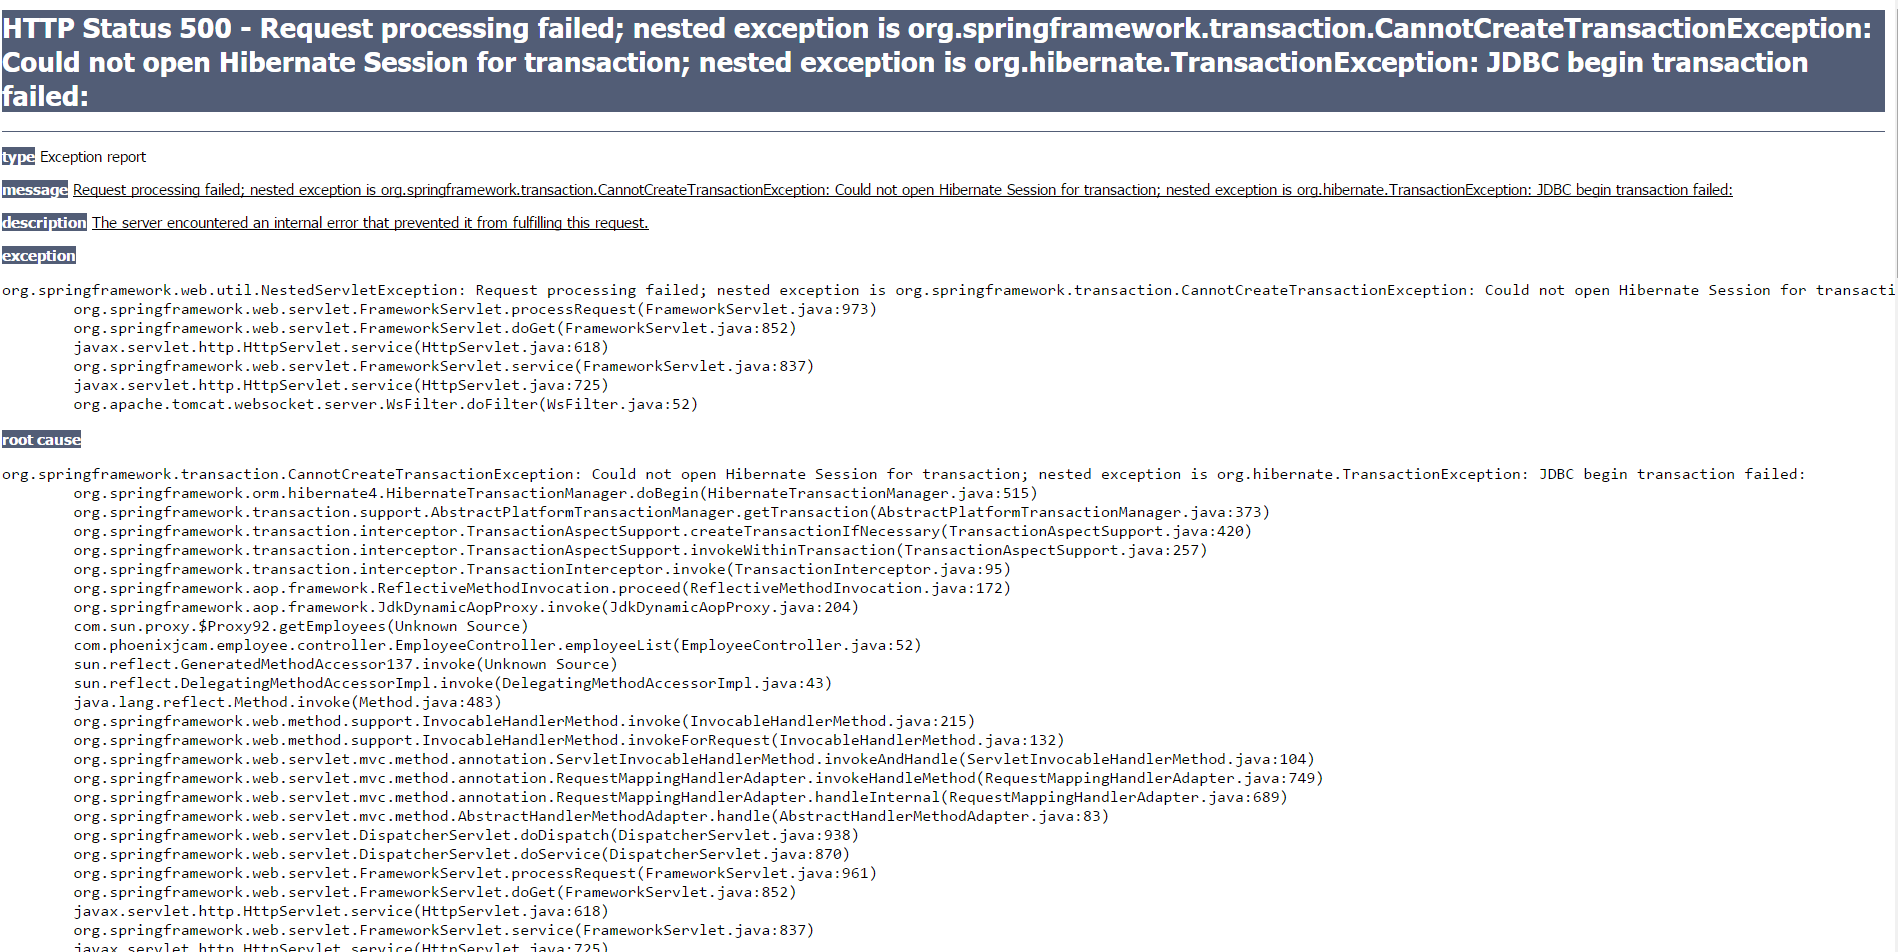 HTTP Status 500 - Request processing failed; nested exception is org.springframework.transaction.CannotCreateTransactionException:
Could not open Hibernate Session for transaction; nested exception is org.hibernate.TransactionException: JDBC begin transaction
failed:
type Exception report
message Request processing failed; nested exception is org.springframework.transaction.CannotCreateTransactionException: Could not open Hibernate Session for transaction; nested exception is org.hibernate.TransactionException: JDBC begin transaction failed:
description The server encountered an internal error that prevented it from fulfilling this request.
exception
org.springframework.web.util.NestedServletException: Request processing failed; nested exception is org.springframework.transaction.CannotCreateTransactionException: Could not open Hibernate Session for transacti
org.springframework.web.servlet.FrameworkServlet.processRequest(FrameworkServlet.java:973)
org.springframework.web.servlet.FrameworkServlet.doGet(FrameworkServlet.java:852)
javax.servlet.http.HttpServlet.service(HttpServlet.java:618)
org.springframework.web.servlet.FrameworkServlet.service(FrameworkServlet.java:837)
javax.servlet.http.HttpServlet.service(HttpServlet.java:725)
org.apache.tomcat.websocket.server.WsFilter.doFilter(WsFilter.java:52)
root cause
org.springframework.transaction.CannotCreateTransactionException: Could not open Hibernate Session for transaction; nested exception is org.hibernate.TransactionException: JDBC begin transaction failed:
org.springframework.orm.hibernate4.HibernateTransactionManager.doBegin(HibernateTransactionManager.java:515)
org.springframework.transaction.support.AbstractPlatformTransactionManager.getTransaction(AbstractPlatformTransactionManager.java:373)
org.springframework.transaction.interceptor.TransactionAspectSupport.createTransactionIfNecessary(TransactionAspectSupport.java:420)
org.springframework.transaction.interceptor.TransactionAspectSupport.invokeWithinTransaction(TransactionAspectSupport.java:257)
org.springframework.transaction.interceptor.TransactionInterceptor.invoke(TransactionInterceptor.java:95)
org.springframework.aop.framework.ReflectiveMethodInvocation.proceed(ReflectiveMethodInvocation.java:172)
org.springframework.aop.framework.JdkDynamicAopProxy.invoke(JdkDynamicAopProxy.java:204)
com.sun.proxy.$Proxy92.getEmployees(Unknown Source)
com.phoenixjcam.employee.controller.EmployeeController.employeeList(EmployeeController.java:52)
sun.reflect.GeneratedMethodAccessor137.invoke(Unknown Source)
sun.reflect.DelegatingMethodAccessorImpl.invoke(DelegatingMethodAccessorImpl.java:43)
java.lang.reflect.Method.invoke(Method.java:483)
org.springframework.web.method.support.InvocableHandlerMethod.invoke(InvocableHandlerMethod.java:215)
org.springframework.web.method.support.InvocableHandlerMethod.invokeForRequest(InvocableHandlerMethod.java:132)
org.springframework.web.servlet.mvc.method.annotation.ServletInvocableHandlerMethod.invokeAndHandle(ServletInvocableHandlerMethod.java:104)
org.springframework.web.servlet.mvc.method.annotation.RequestMappingHandlerAdapter.invokeHandleMethod(RequestMappingHandlerAdapter.java:749)
org.springframework.web.servlet.mvc.method.annotation.RequestMappingHandlerAdapter.handleInternal(RequestMappingHandlerAdapter.java:689)
org.springframework.web.servlet.mvc.method.AbstractHandlerMethodAdapter.handle(AbstractHandlerMethodAdapter.java:83)
org.springframework.web.servlet.DispatcherServlet.doDispatch(DispatcherServlet.java:938)
org.springframework.web.servlet.DispatcherServlet.doService(DispatcherServlet.java:870)
org.springframework.web.servlet.FrameworkServlet.processRequest(FrameworkServlet.java:961)
org.springframework.web.servlet.FrameworkServlet.doGet(FrameworkServlet.java:852)
javax.servlet.http.HttpServlet.service(HttpServlet.java:618)
org.springframework.web.servlet.FrameworkServlet.service(FrameworkServlet.java:837)
javax.servlet.http.HttpServlet.service(HttpServlet.java:725)